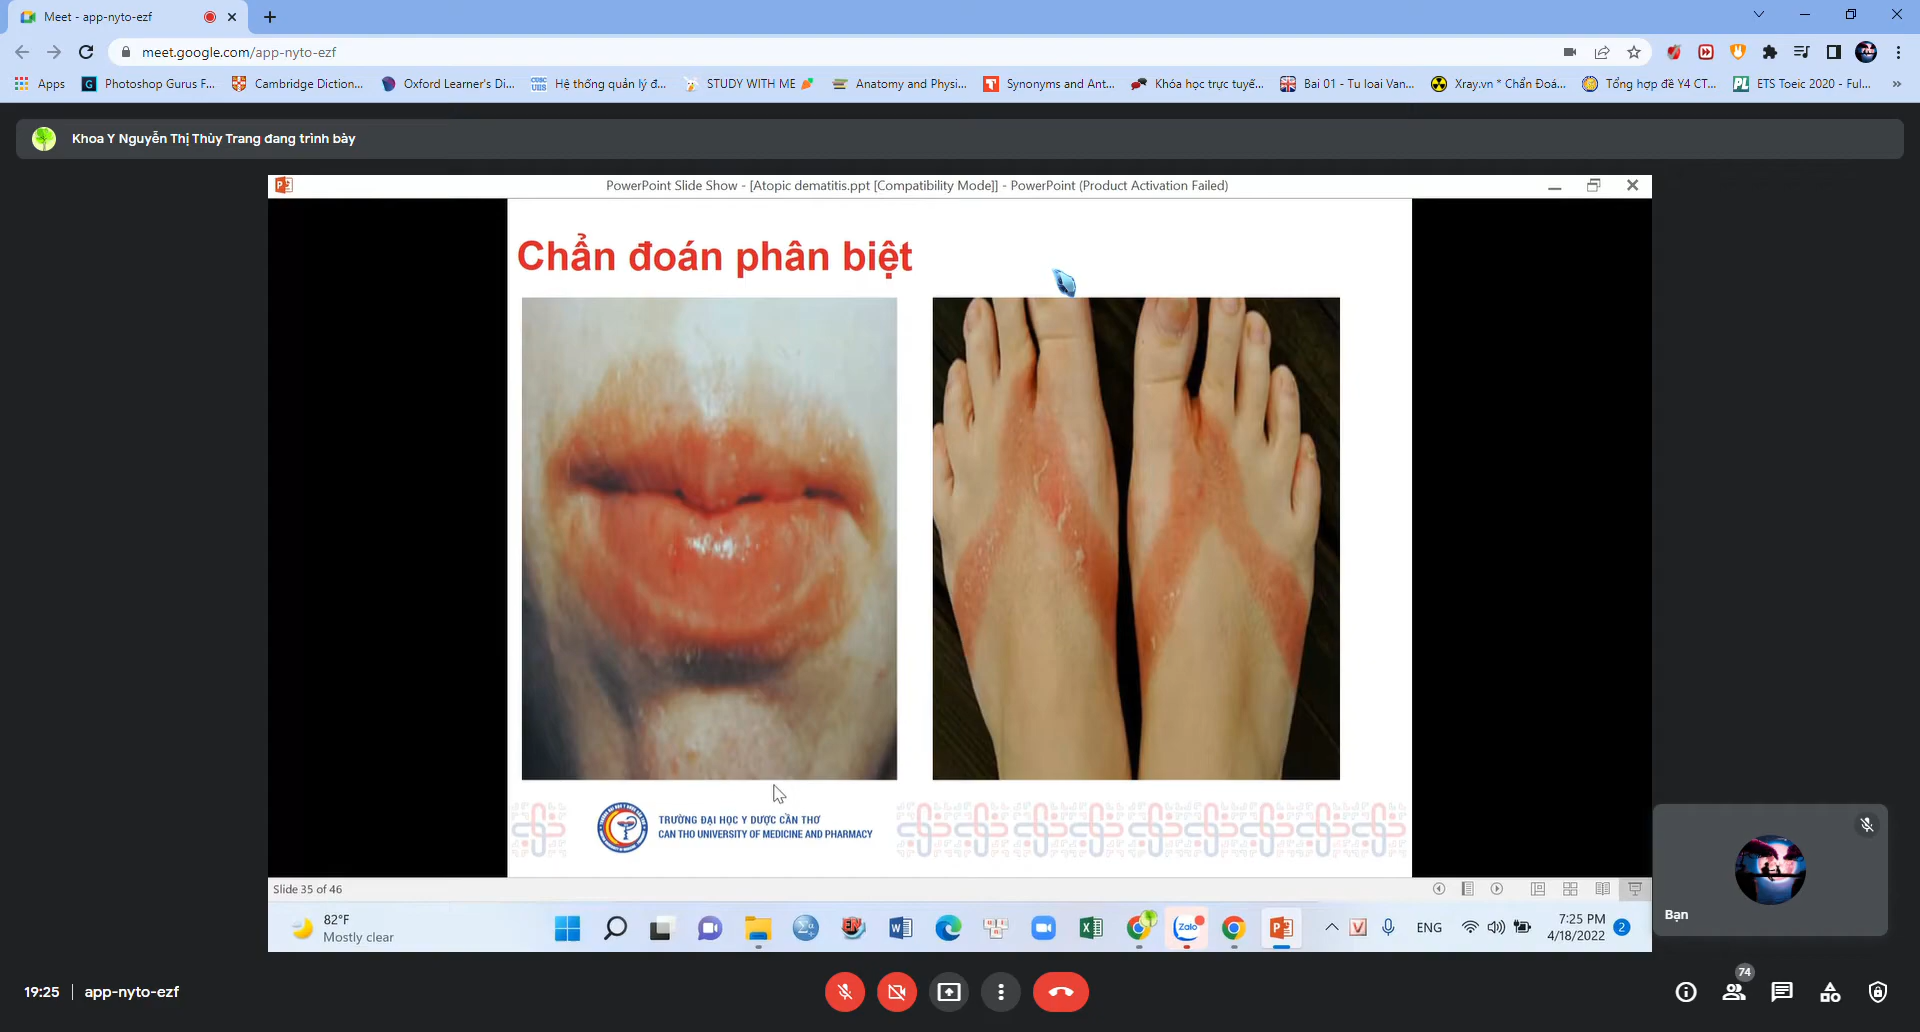 Meet - app-nyto-ezf
meet.google.com/app-nyto-ezf
Apps
Photoshop Gurus F...
Cambridge Diction...
Oxford Learner's Di...
Hệ thống quản lý đ...
STUDY WITH ME
Anatomy and Physi...
Synonyms and Ant...
Khóa học trực tuyế...
Bai 01 - Tu loai Van...
Xray.vn * Chẩn Đoá...
Tổng hợp đề Y4 CT...
ETS Toeic 2020 - Ful...
Khoa Y Nguyễn Thị Thùy Trang đang trình bày
PowerPoint Slide Show - [Atopic dematitis.ppt [Compatibility Mode]] - PowerPoint (Product Activation Failed)
Chẩn đoán phân biệt
TRƯỜNG ĐẠI HỌC Y DƯỢC CẦN THƠ
CAN THO UNIVERSITY OF MEDICINE AND PHARMACY
Slide 35 of 46
82°F
Mostly clear
Zalo
ENG
7:25 PM
4/18/2022
2
Bạn
19:25 | app-nyto-ezf
74